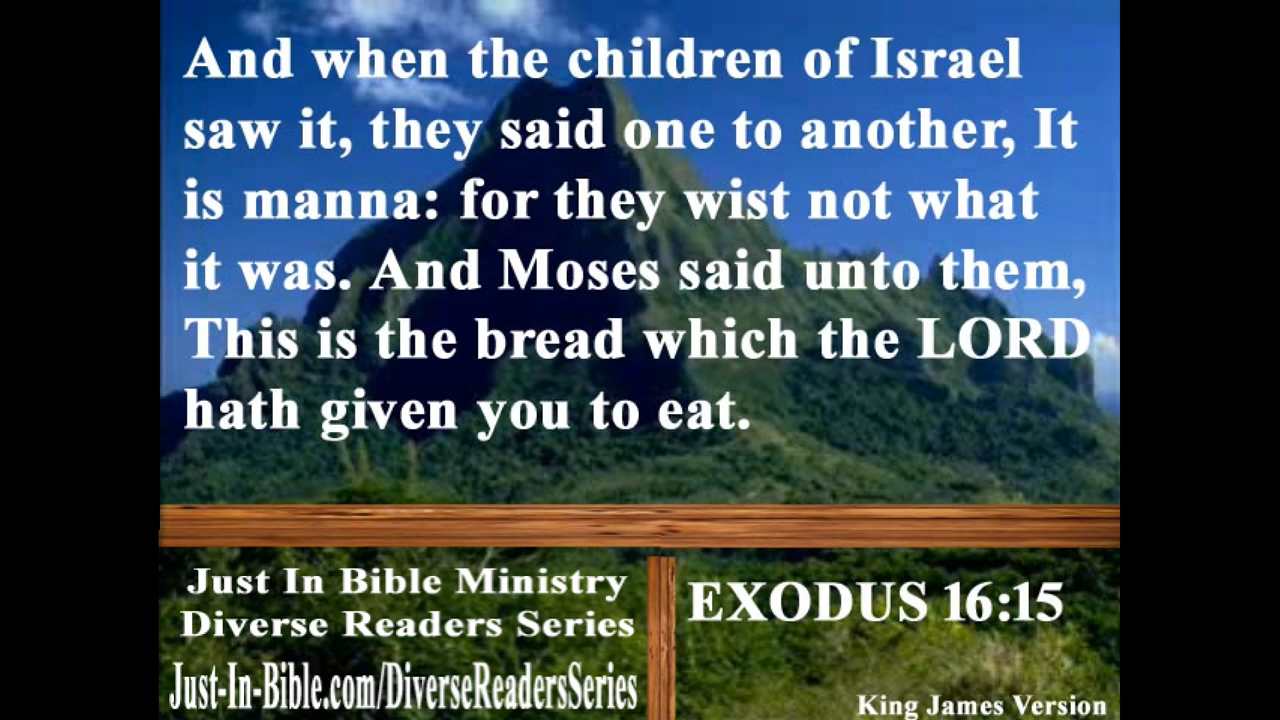 And when the children of Israel
saw it, they said one to another, It
is manna: for they wist not what
it was. And Moses said unto them,
This is the bread which the LORD
hath given you to eat.
Just In Bible Ministry
Diverse Readers Series
Just-In-Bible.com/DiverseReadersSeries
EXODUS 16:15
King James Version